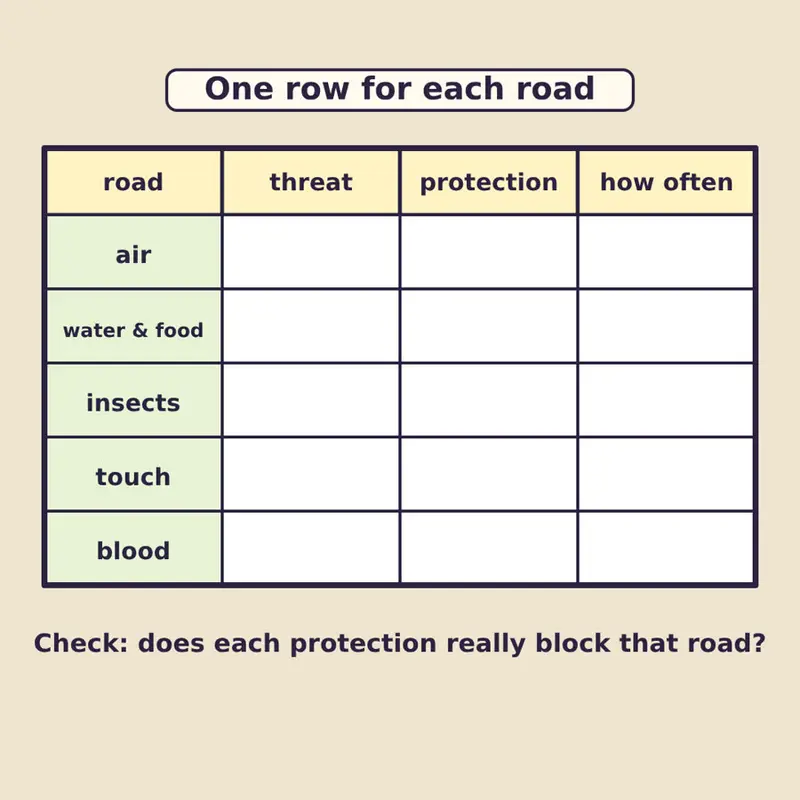 One row for each road
road threat protection how often
air
water & food
insects
touch
blood
Check: does each protection really block that road?